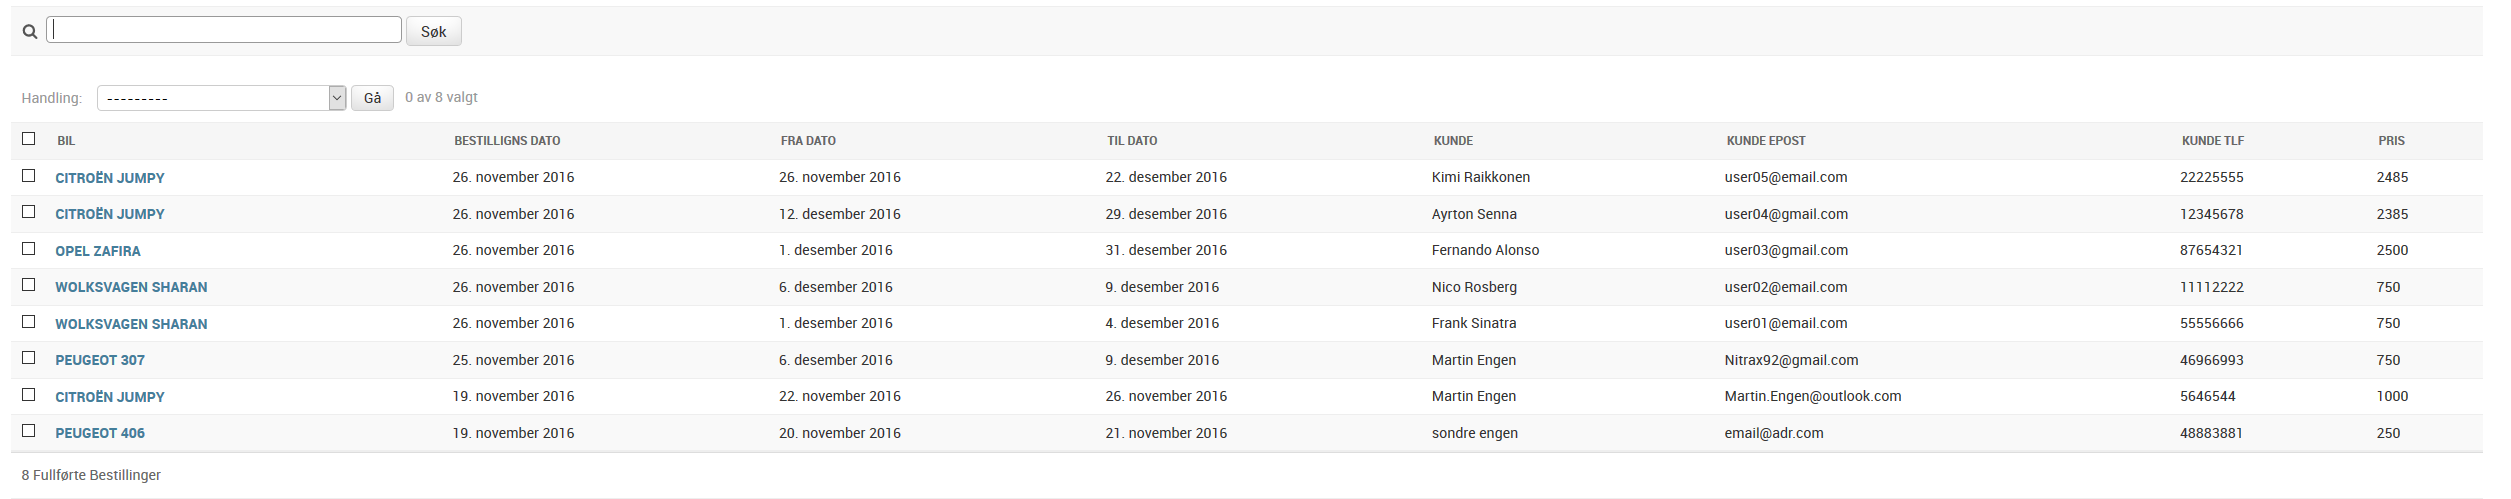 Søk
Handling: --------- Gå 0 av 8 valgt
BIL BESTILLIGNS DATO FRA DATO TIL DATO KUNDE KUNDE EPOST KUNDE TLF PRIS
CITROËN JUMPY 26. november 2016 26. november 2016 22. desember 2016 Kimi Raikkonen user05@email.com 22225555 2485
CITROËN JUMPY 26. november 2016 12. desember 2016 29. desember 2016 Ayrton Senna user04@gmail.com 12345678 2385
OPEL ZAFIRA 26. november 2016 1. desember 2016 31. desember 2016 Fernando Alonso user03@gmail.com 87654321 2500
WOLKSVAGEN SHARAN 26. november 2016 6. desember 2016 9. desember 2016 Nico Rosberg user02@email.com 11112222 750
WOLKSVAGEN SHARAN 26. november 2016 1. desember 2016 4. desember 2016 Frank Sinatra user01@email.com 55556666 750
PEUGEOT 307 25. november 2016 6. desember 2016 9. desember 2016 Martin Engen Nitrax92@gmail.com 46966993 750
CITROËN JUMPY 19. november 2016 22. november 2016 26. november 2016 Martin Engen Martin.Engen@outlook.com 5646544 1000
PEUGEOT 406 19. november 2016 20. november 2016 21. november 2016 sondre engen email@adr.com 48883881 250
8 Fullførte Bestillinger